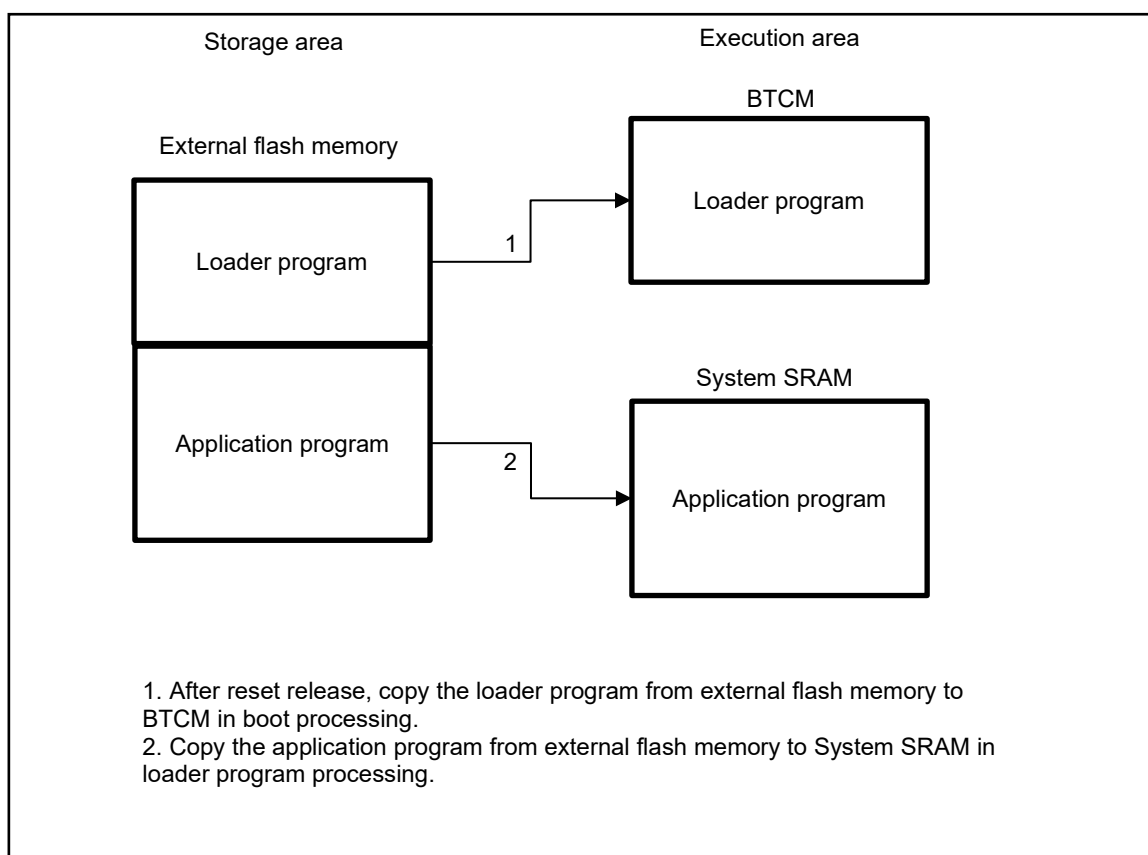 Storage area
Execution area
BTCM
External flash memory
Loader program
Loader program
1
System SRAM
Application program
2
Application program
1. After reset release, copy the loader program from external flash memory to
BTCM in boot processing.
2. Copy the application program from external flash memory to System SRAM in
loader program processing.